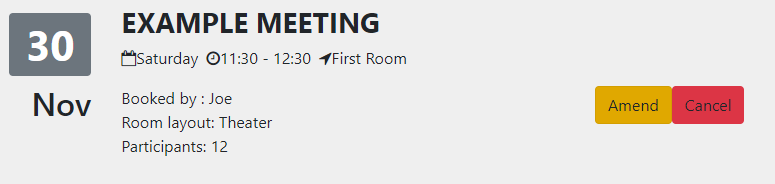 30
Nov
EXAMPLE MEETING
Saturday 11:30 - 12:30 First Room
Booked by : Joe
Room layout: Theater
Participants: 12
Amend Cancel